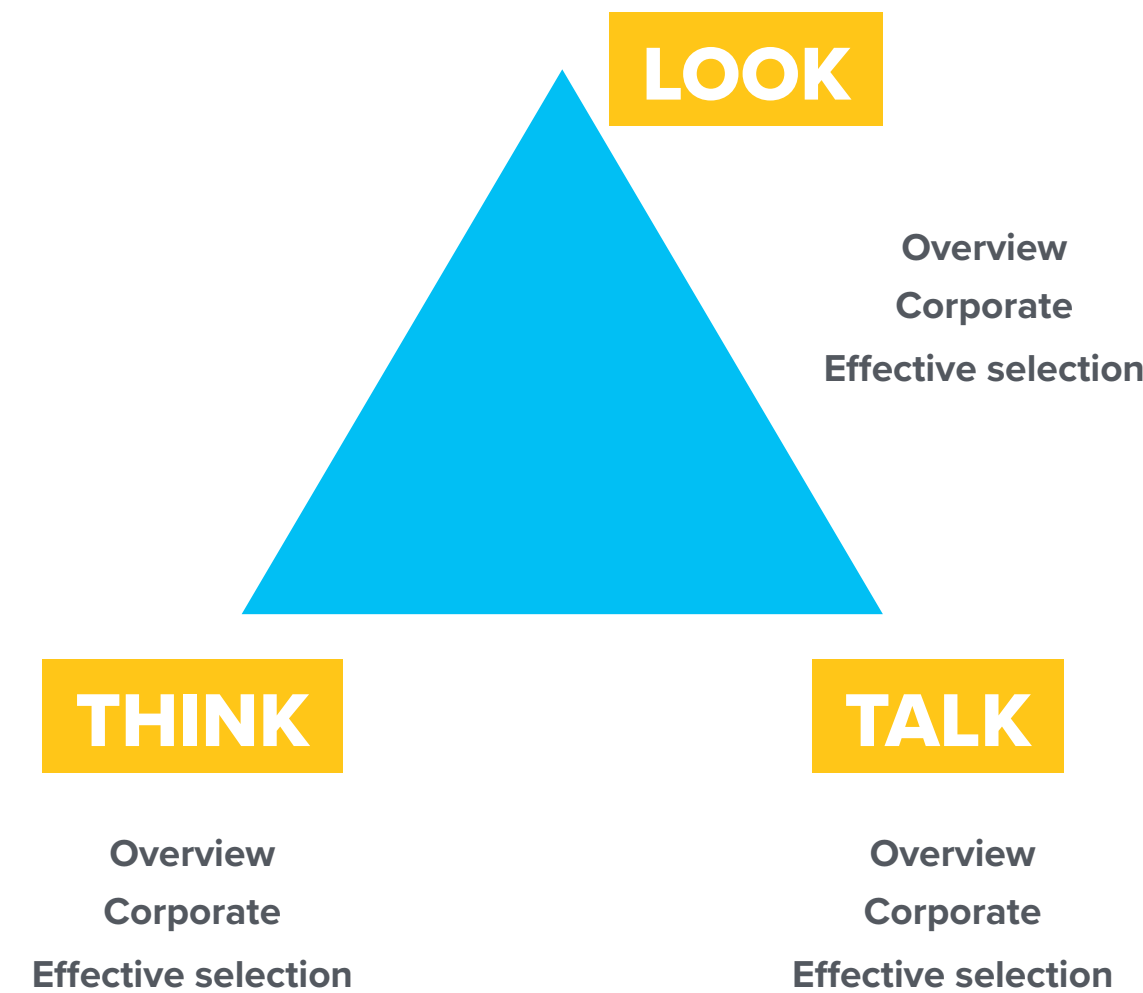 LOOK
Overview
Corporate
Effective selection
THINK
Overview
Corporate
Effective selection
TALK
Overview
Corporate
Effective selection